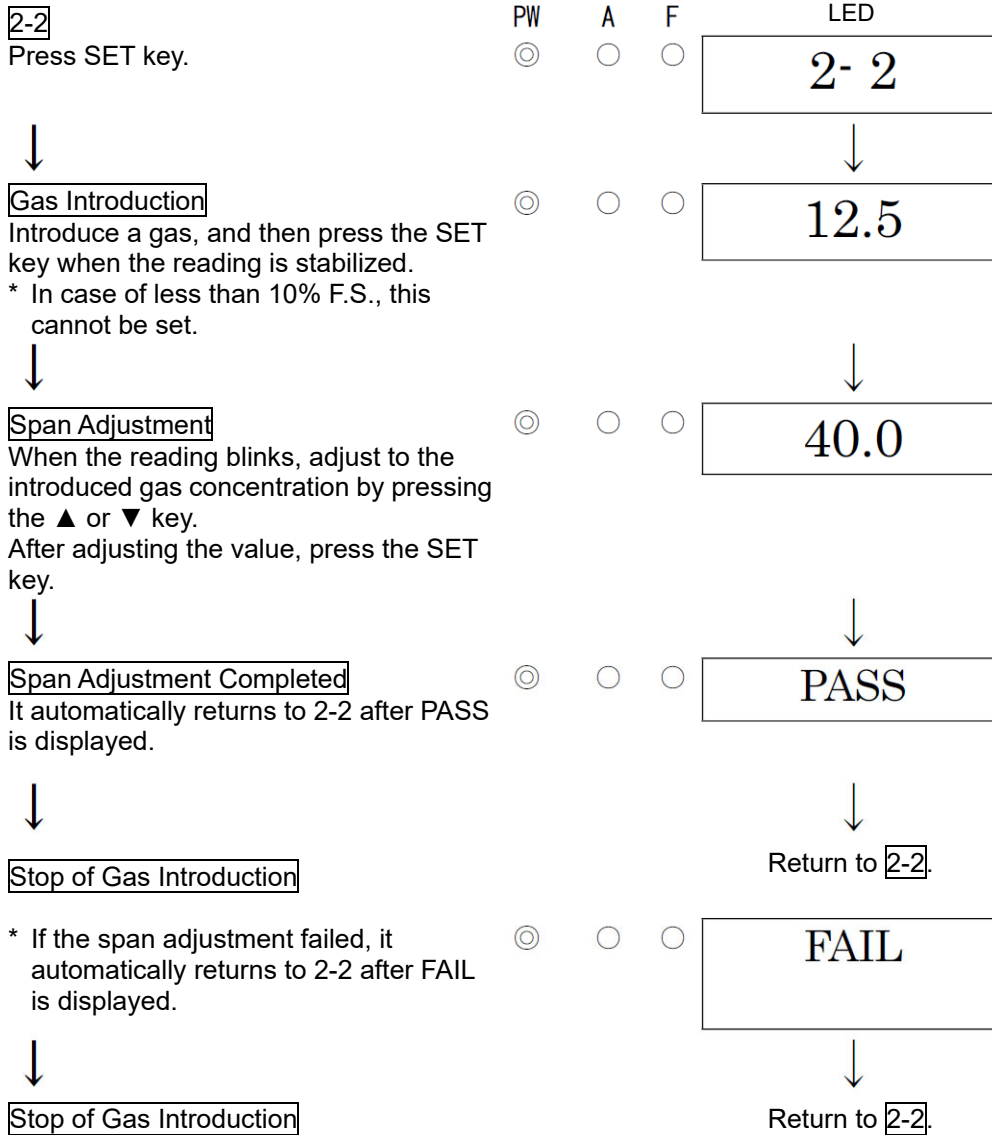 2-2
PW A F LED
Press SET key.
◎ ○ ○ 2- 2
↓ ↓
Gas Introduction
◎ ○ ○ 12.5
Introduce a gas, and then press the SET
key when the reading is stabilized.
* In case of less than 10% F.S., this
cannot be set.
↓ ↓
Span Adjustment
◎ ○ ○ 40.0
When the reading blinks, adjust to the
introduced gas concentration by pressing
the ▲ or ▼ key.
After adjusting the value, press the SET
key.
↓ ↓
Span Adjustment Completed
◎ ○ ○ PASS
It automatically returns to 2-2 after PASS
is displayed.
↓ ↓
Stop of Gas Introduction
Return to 2-2.
* If the span adjustment failed, it
automatically returns to 2-2 after FAIL
is displayed.
◎ ○ ○ FAIL
↓ ↓
Stop of Gas Introduction
Return to 2-2.